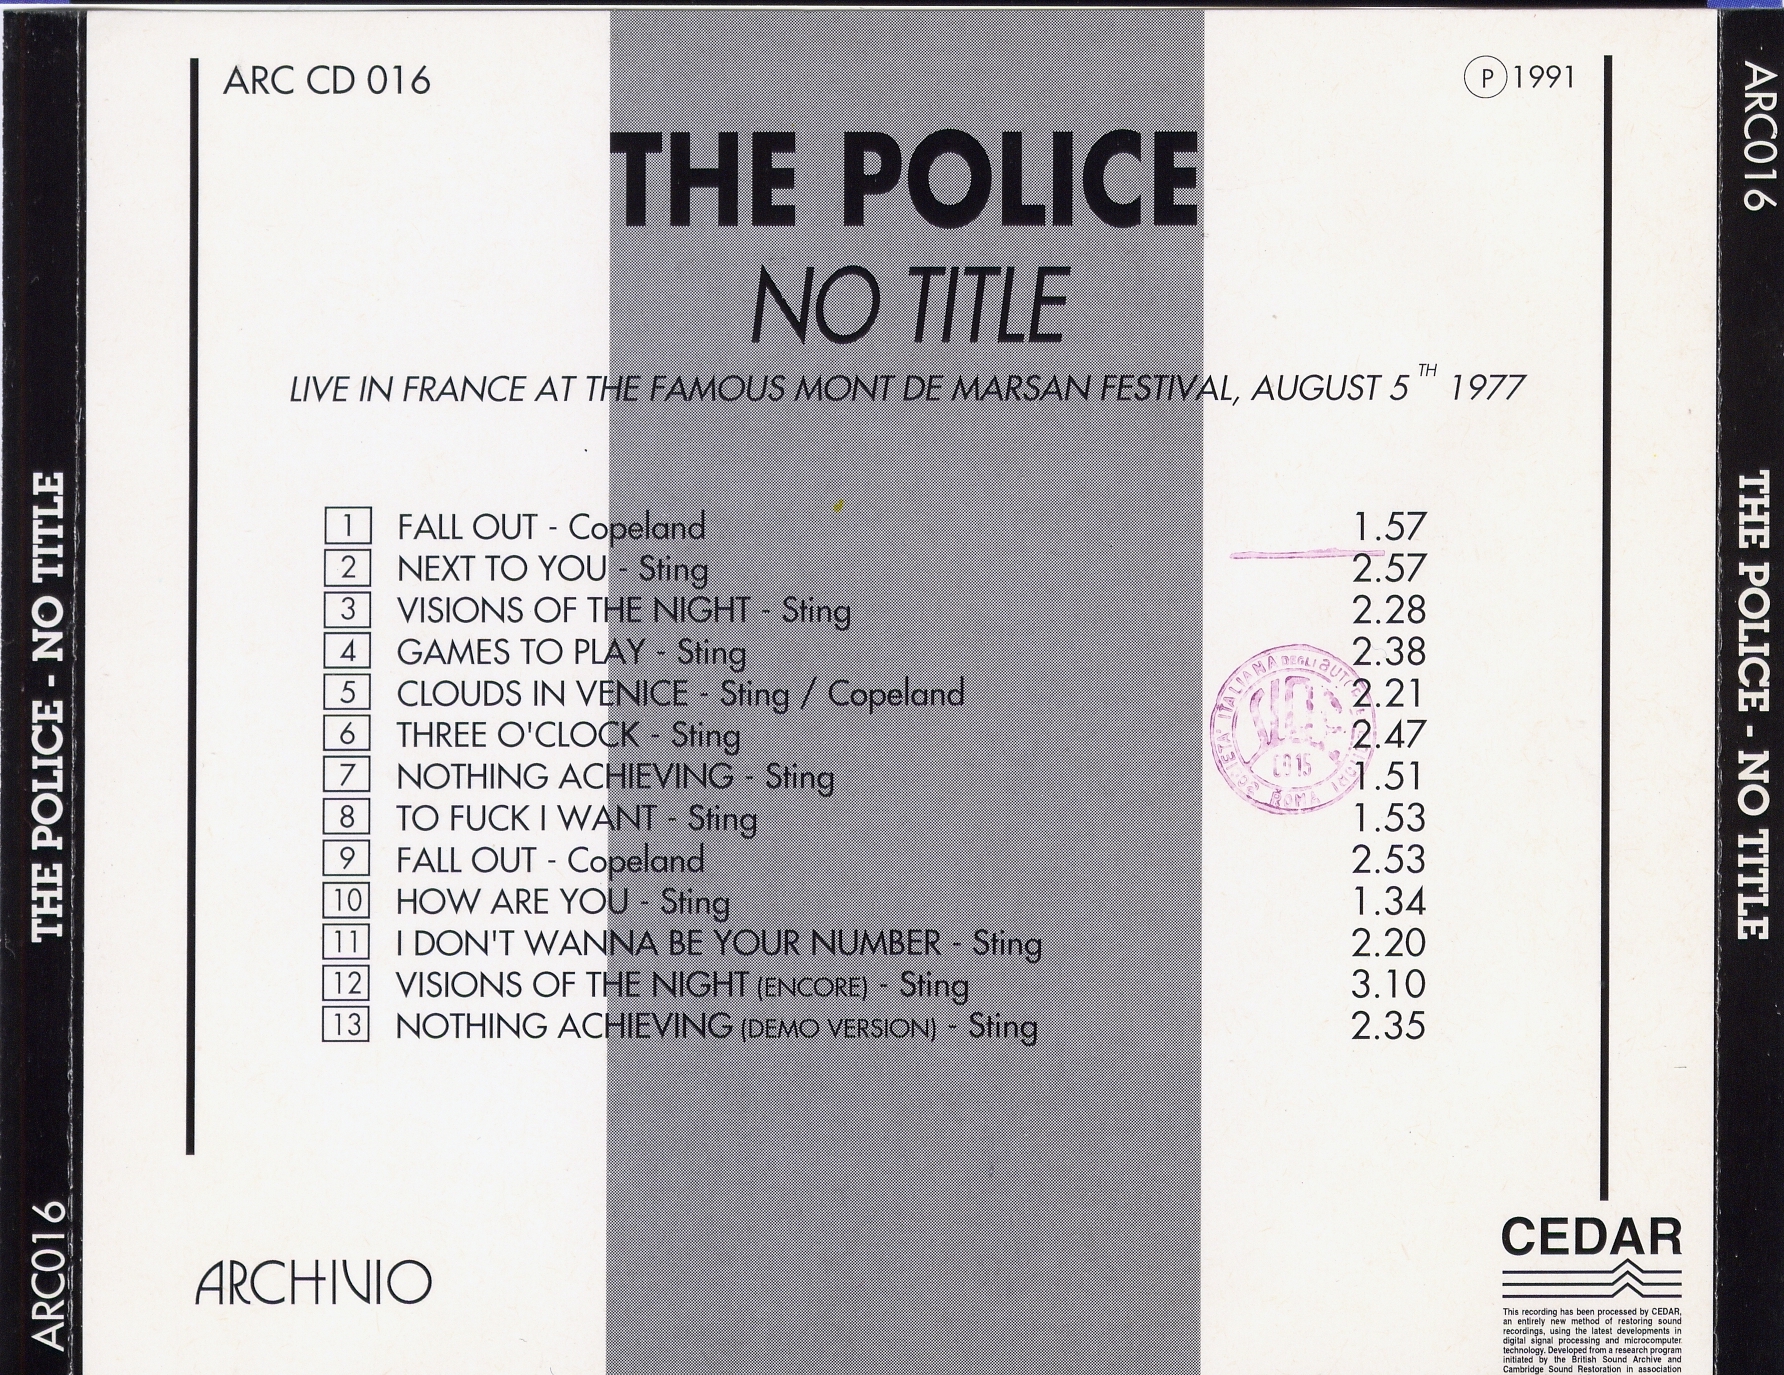 ARC CD 016
Ⓟ 1991
THE POLICE
NO TITLE
LIVE IN FRANCE AT THE FAMOUS MONT DE MARSAN FESTIVAL, AUGUST 5TH 1977
1 FALL OUT - Copeland 1.57
2 NEXT TO YOU - Sting 2.57
3 VISIONS OF THE NIGHT - Sting 2.28
4 GAMES TO PLAY - Sting 2.38
5 CLOUDS IN VENICE - Sting / Copeland 2.21
6 THREE O'CLOCK - Sting 2.47
7 NOTHING ACHIEVING - Sting 1.51
8 TO FUCK I WANT - Sting 1.53
9 FALL OUT - Copeland 2.53
10 HOW ARE YOU - Sting 1.34
11 I DON'T WANNA BE YOUR NUMBER - Sting 2.20
12 VISIONS OF THE NIGHT (ENCORE) - Sting 3.10
13 NOTHING ACHIEVING (DEMO VERSION) - Sting 2.35
SOCIETA' ITALIANA DEGLI AUTORI
ROMA
ARCHIVIO
CEDAR
This recording has been processed by CEDAR,
an entirely new method of restoring sound
recordings, using the latest developments in
digital signal processing and microcomputer
technology. Developed from a research program
initiated by the British Sound Archive and
Cambridge Sound Restoration in association
ARC016
THE POLICE - NO TITLE
ARC016
THE POLICE - NO TITLE